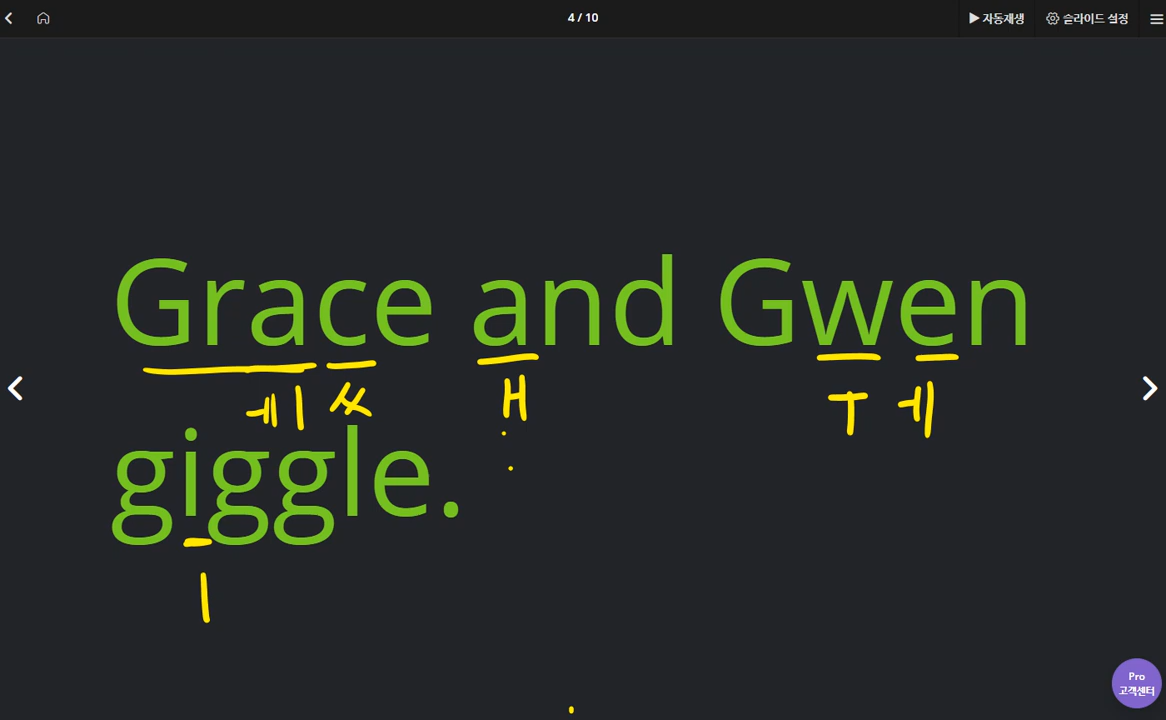 4 / 10
자동재생
슬라이드 설정
Grace and Gwen
ㅔㅣ ㅆ ㅐ ㅜ ㅔ
giggle.
ㅣ
Pro
고객센터